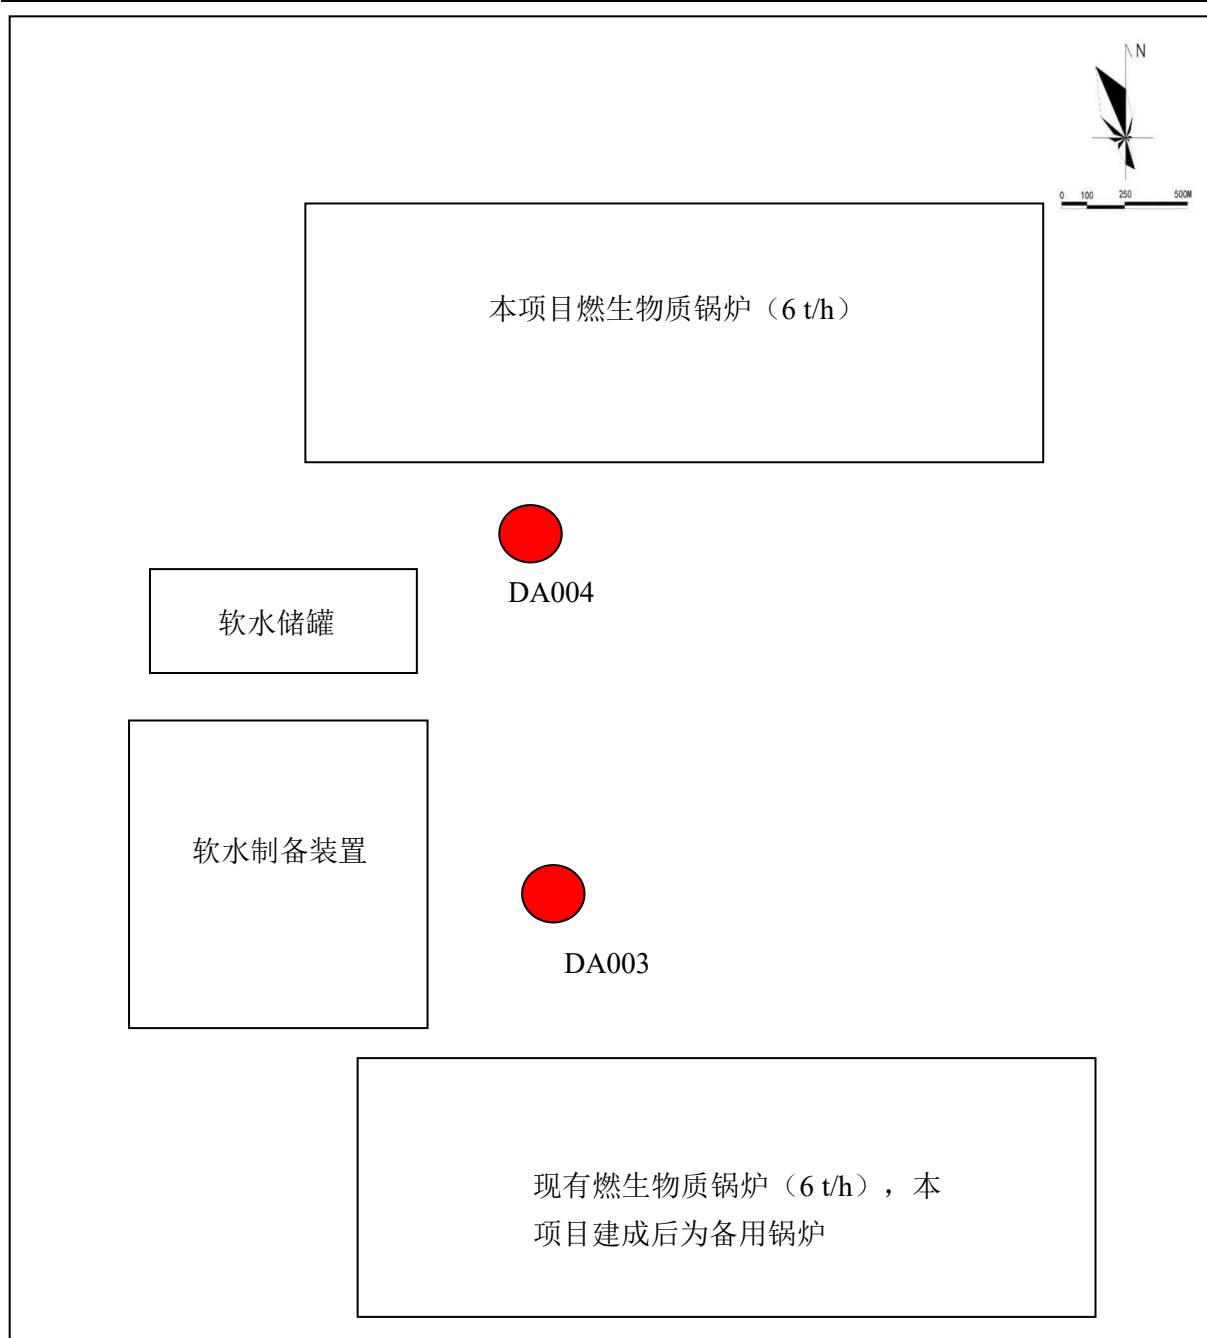 N
0 100 250 500M
本项目燃生物质锅炉（6 t/h）
DA004
软水储罐
软水制备装置
DA003
现有燃生物质锅炉（6 t/h），本
项目建成后为备用锅炉